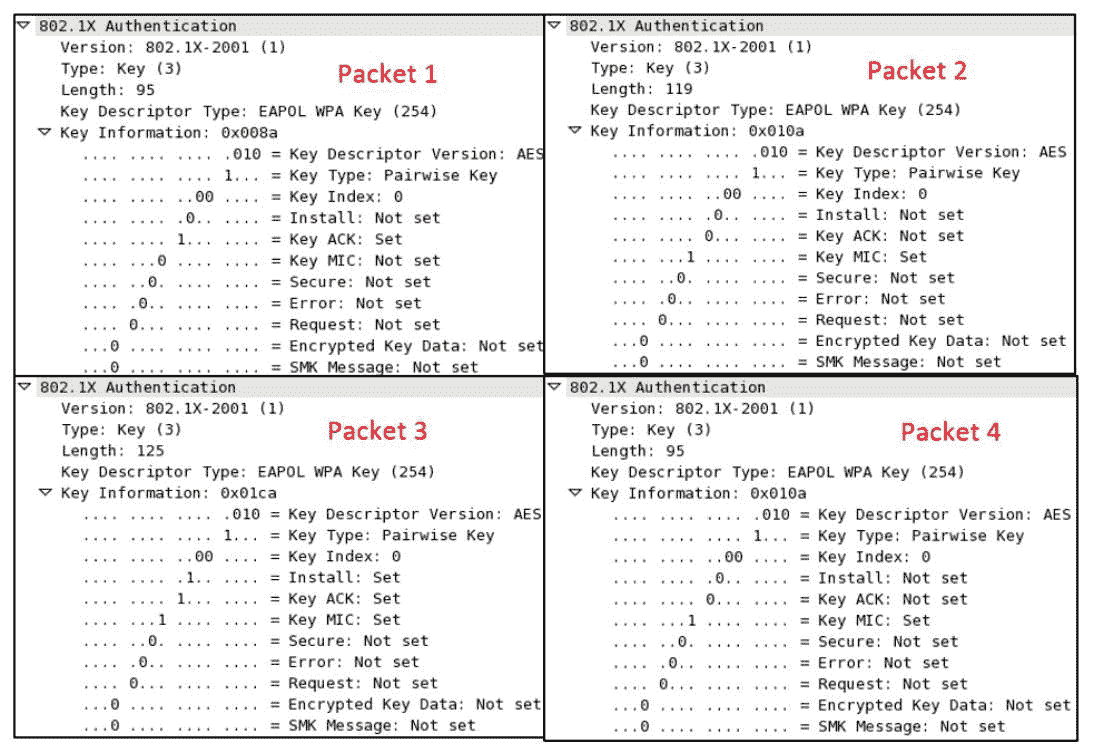 802.1X Authentication
Version: 802.1X-2001 (1)
Type: Key (3)
Packet 1
Length: 95
Key Descriptor Type: EAPOL WPA Key (254)
Key Information: 0x008a
.... .... .... .010 = Key Descriptor Version: AES
.... .... .... 1... = Key Type: Pairwise Key
.... .... ..00 .... = Key Index: 0
.... .... .0.. .... = Install: Not set
.... .... 1... .... = Key ACK: Set
.... ...0 .... .... = Key MIC: Not set
.... ..0. .... .... = Secure: Not set
.... .0.. .... .... = Error: Not set
.... 0... .... .... = Request: Not set
...0 .... .... .... = Encrypted Key Data: Not set
...0 .... .... .... = SMK Message: Not set
802.1X Authentication
Version: 802.1X-2001 (1)
Type: Key (3)
Packet 2
Length: 119
Key Descriptor Type: EAPOL WPA Key (254)
Key Information: 0x010a
.... .... .... .010 = Key Descriptor Version: AES
.... .... .... 1... = Key Type: Pairwise Key
.... .... ..00 .... = Key Index: 0
.... .... .0.. .... = Install: Not set
.... .... 0... .... = Key ACK: Not set
.... ...1 .... .... = Key MIC: Set
.... ..0. .... .... = Secure: Not set
.... .0.. .... .... = Error: Not set
.... 0... .... .... = Request: Not set
...0 .... .... .... = Encrypted Key Data: Not set
...0 .... .... .... = SMK Message: Not set
802.1X Authentication
Version: 802.1X-2001 (1)
Type: Key (3)
Packet 3
Length: 125
Key Descriptor Type: EAPOL WPA Key (254)
Key Information: 0x01ca
.... .... .... .010 = Key Descriptor Version: AES
.... .... .... 1... = Key Type: Pairwise Key
.... .... ..00 .... = Key Index: 0
.... .... .1.. .... = Install: Set
.... .... 1... .... = Key ACK: Set
.... ...1 .... .... = Key MIC: Set
.... ..0. .... .... = Secure: Not set
.... .0.. .... .... = Error: Not set
.... 0... .... .... = Request: Not set
...0 .... .... .... = Encrypted Key Data: Not set
...0 .... .... .... = SMK Message: Not set
802.1X Authentication
Version: 802.1X-2001 (1)
Type: Key (3)
Packet 4
Length: 95
Key Descriptor Type: EAPOL WPA Key (254)
Key Information: 0x010a
.... .... .... .010 = Key Descriptor Version: AES
.... .... .... 1... = Key Type: Pairwise Key
.... .... ..00 .... = Key Index: 0
.... .... .0.. .... = Install: Not set
.... .... 0... .... = Key ACK: Not set
.... ...1 .... .... = Key MIC: Set
.... ..0. .... .... = Secure: Not set
.... .0.. .... .... = Error: Not set
.... 0... .... .... = Request: Not set
...0 .... .... .... = Encrypted Key Data: Not set
...0 .... .... .... = SMK Message: Not set